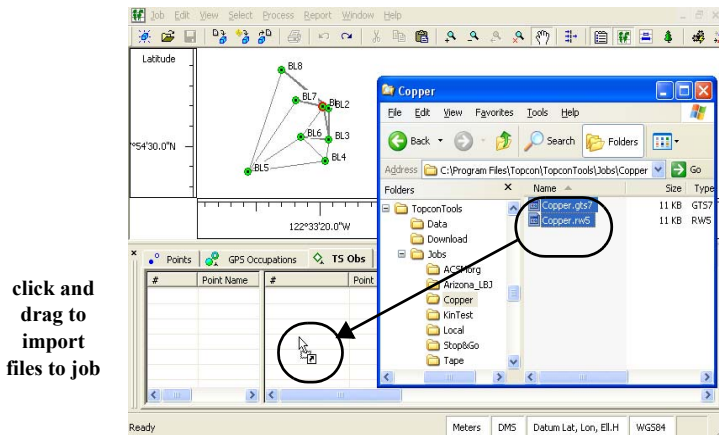 Job Edit View Select Process Report Window Help
Latitude
BL8
BL7
BL2
BL6
BL3
BL4
BL5
°54'30.0"N
122°33'20.0"W
Copper
File Edit View Favorites Tools Help
Back
Search
Folders
Address C:\Program Files\Topcon\TopconTools\Jobs\Copper
Go
Folders X
Name Size Type
TopconTools
Data
Download
Jobs
ACSMorg
Arizona_LBJ
Copper
KinTest
Local
Stop&Go
Tape
Copper.gts7 11 KB GTS7
Copper.rw5 11 KB RW5
Points GPS Occupations TS Obs
# Point Name # Point
click and
drag to
import
files to job
Ready
Meters DMS Datum Lat, Lon, Ell.H WGS84